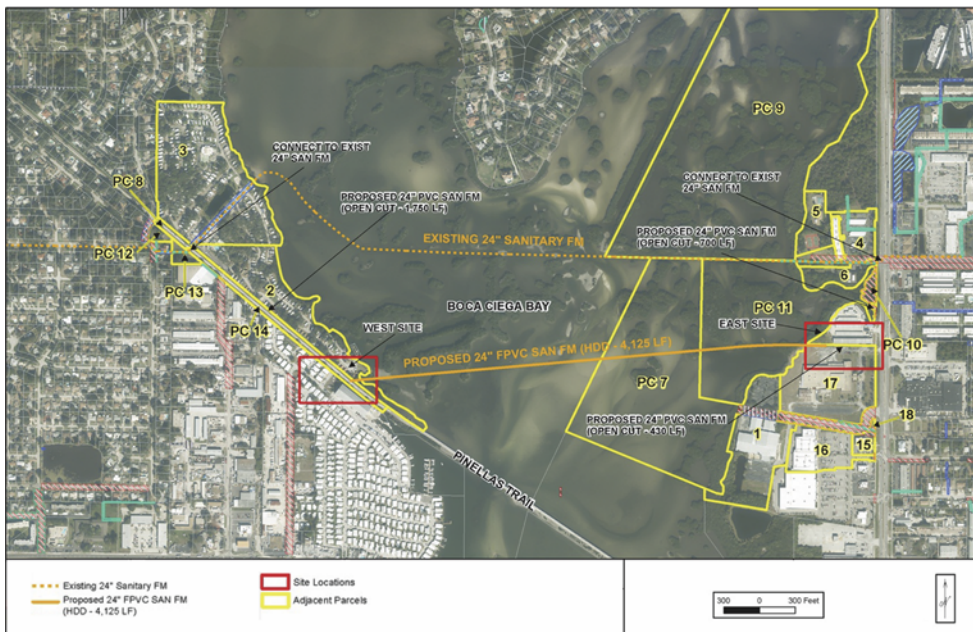 PC 9
3
CONNECT TO EXIST
24" SAN FM
PC 8
CONNECT TO EXIST
24" SAN FM
PROPOSED 24" PVC SAN FM
(OPEN CUT - 1,750 LF)
5
PROPOSED 24" PVC SAN FM
(OPEN CUT - 700 LF)
EXISTING 24" SANITARY FM
4
PC 12
6
PC 13
2
BOCA CIEGA BAY
PC 11
PC 14
WEST SITE
EAST SITE
PC 10
PROPOSED 24" FPVC SAN FM (HDD - 4,125 LF)
PC 7
17
PROPOSED 24" PVC SAN FM
(OPEN CUT - 430 LF)
18
1
16
15
PINELLAS TRAIL
Existing 24" Sanitary FM
Proposed 24" FPVC SAN FM
(HDD - 4,125 LF)
Site Locations
Adjacent Parcels
300 0 300 Feet